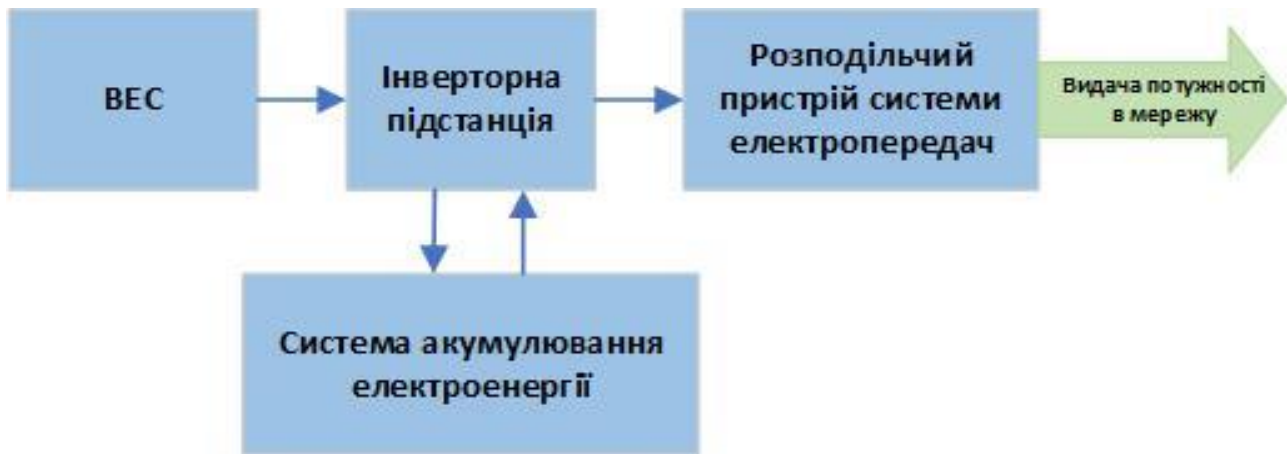 ВЕС
Інверторна
підстанція
Розподільчий
пристрій системи
електропередач
Видача потужності
в мережу
Система акумулювання
електроенергії